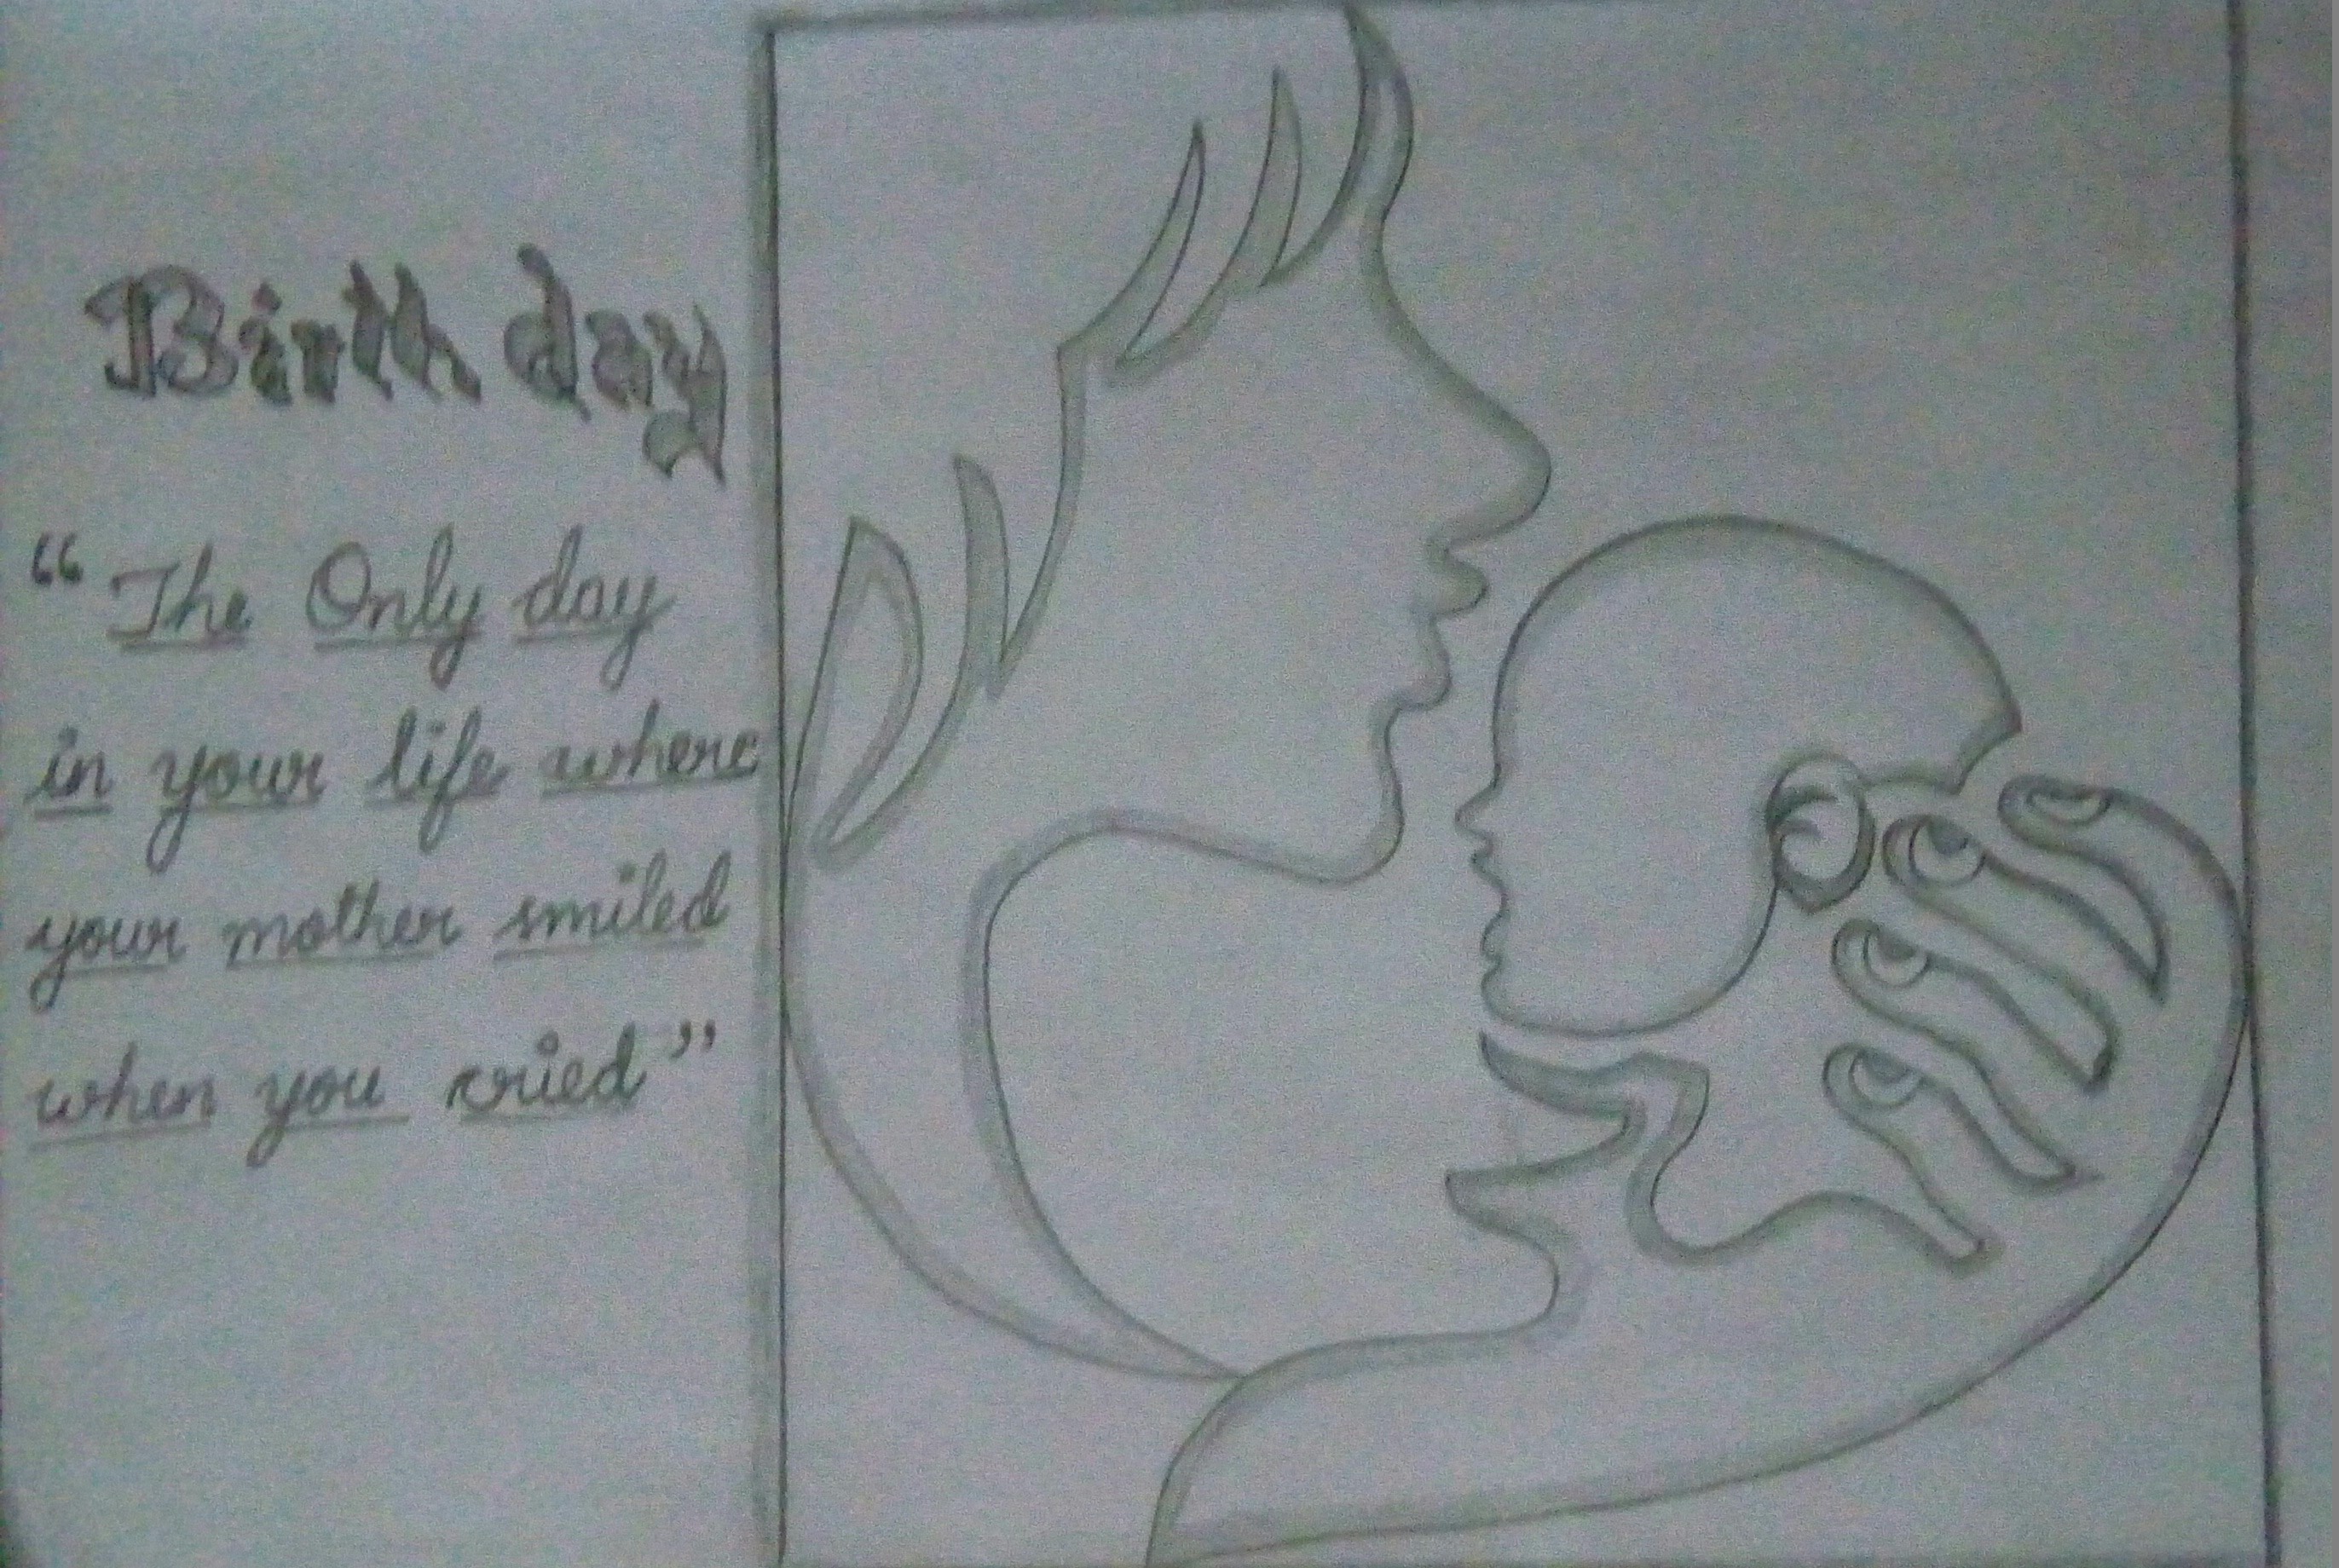 Birth day
“The Only day
in your life where
your mother smiled
when you cried”